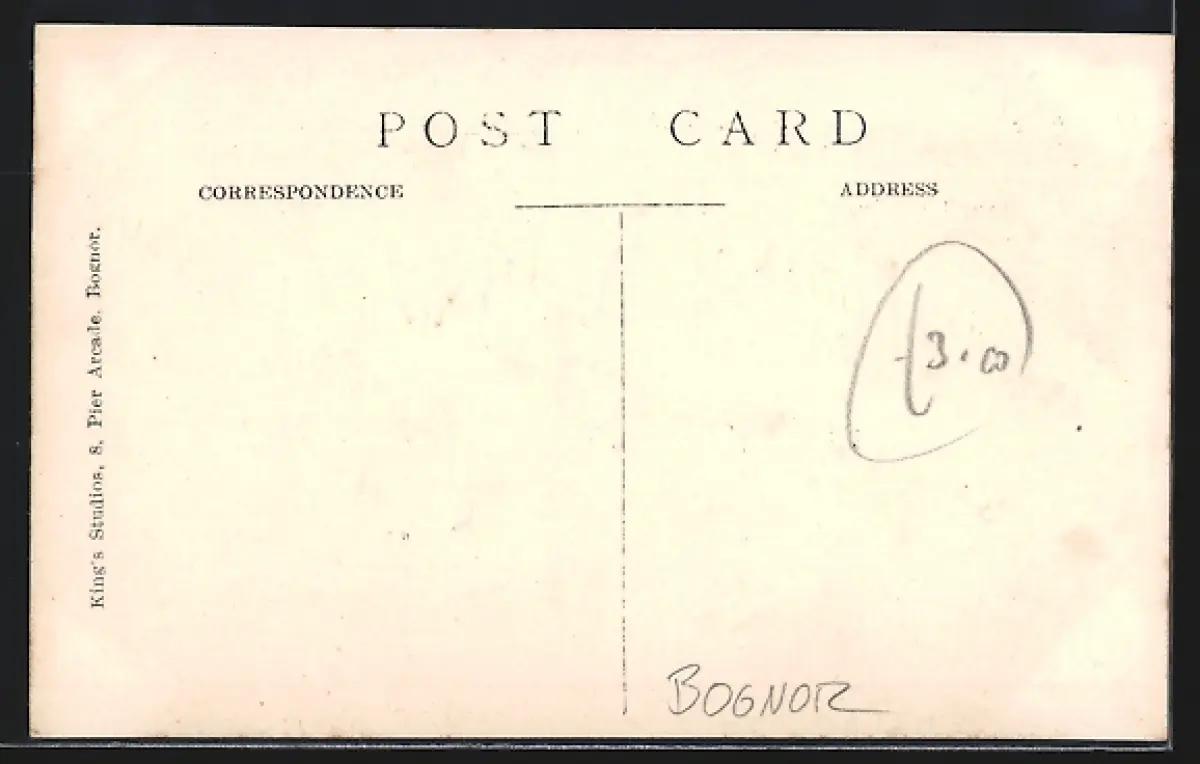 POST CARD
CORRESPONDENCE
ADDRESS
King's Studios, 8, Pier Arcade, Bognor.
£3.00
BOGNOR